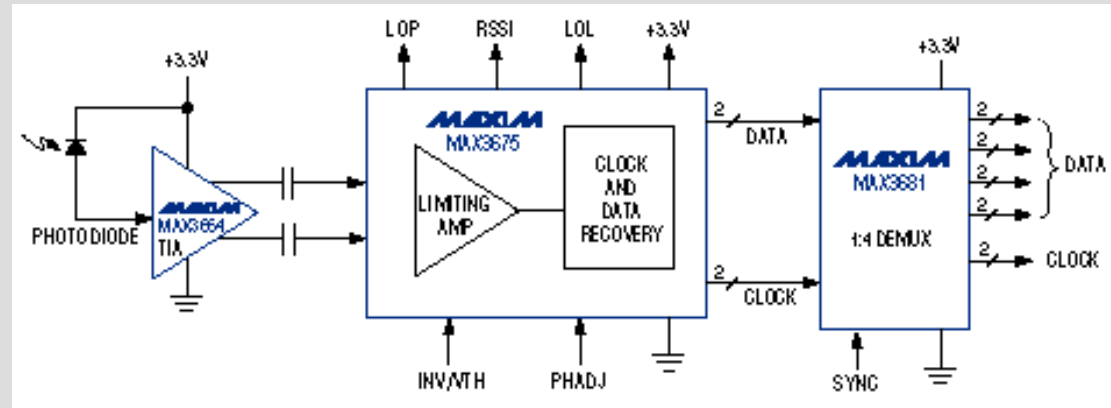 LOP
RSSI
LOL
+3.3V
+3.3V
+3.3V
MAXIM
MAX3675
LIMITING
AMP
CLOCK
AND
DATA
RECOVERY
2
DATA
2
CLOCK
INV/VTH
PHADJ
PHOTODIODE
MAXIM
MAX3664
TIA
MAXIM
MAX3681
1:4 DEMUX
2
2
2
2
DATA
2
CLOCK
SYNC